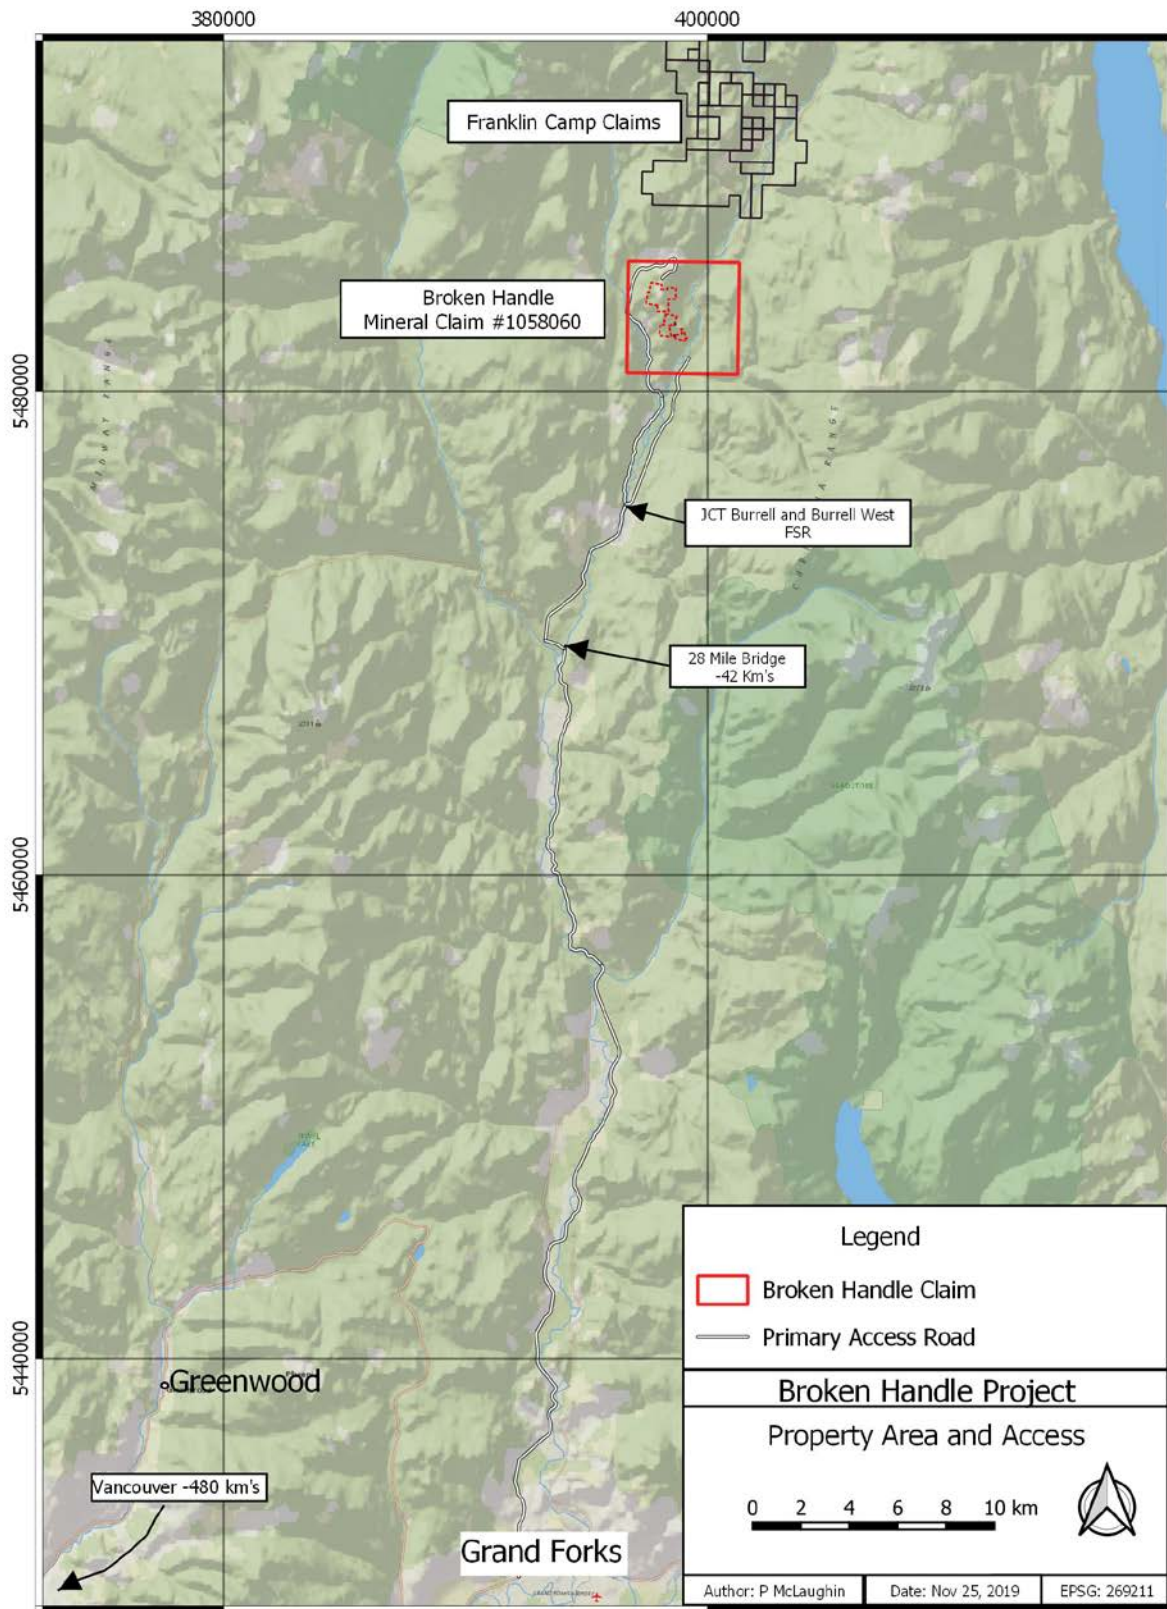 380000
400000
Franklin Camp Claims
Broken Handle
Mineral Claim #1058060
5480000
MIDWAY RANGE
RANGE
JCT Burrell and Burrell West
FSR
28 Mile Bridge
-42 Km's
5460000
5440000
Greenwood
Vancouver -480 km's
Grand Forks
Legend
Broken Handle Claim
Primary Access Road
Broken Handle Project
Property Area and Access
0 2 4 6 8 10 km
Author: P McLaughin
Date: Nov 25, 2019
EPSG: 269211